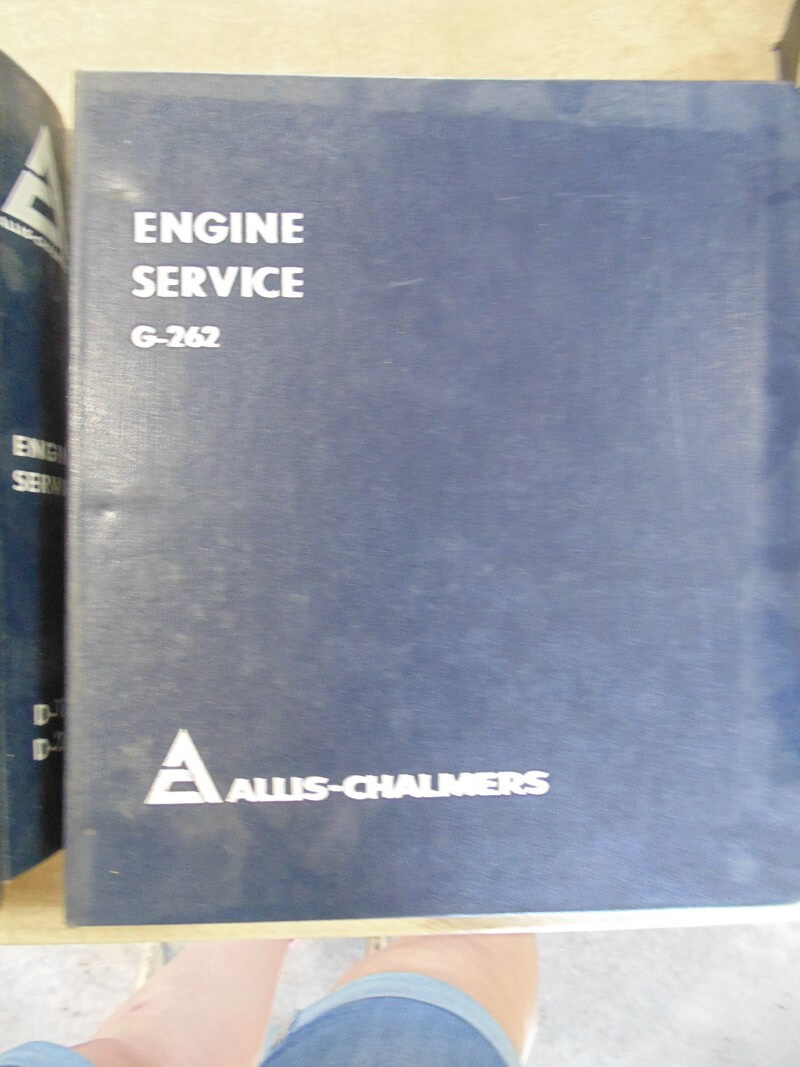 ENGINE
SERVICE
G-262
ALLIS-CHALMERS